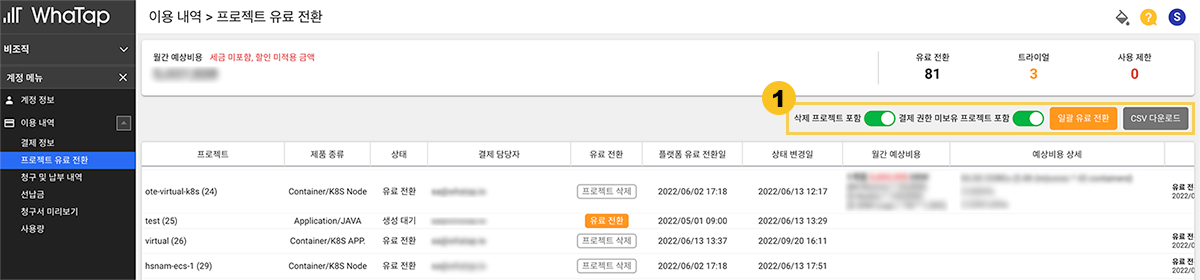 WhaTap
이용 내역 > 프로젝트 유료 전환
S
비조직
계정 메뉴
계정 정보
이용 내역
결제 정보
프로젝트 유료 전환
청구 및 납부 내역
선납금
청구서 미리보기
사용량
월간 예상비용 세금 미포함, 할인 미적용 금액
유료 전환 트라이얼 사용 제한
81 3 0
1
삭제 프로젝트 포함 결제 권한 미보유 프로젝트 포함 일괄 유료 전환 CSV 다운로드
프로젝트 제품 종류 상태 결제 담당자 유료 전환 플랫폼 유료 전환일 상태 변경일 월간 예상비용 예상비용 상세
ote-virtual-k8s (24) Container/K8S Node 유료 전환 프로젝트 삭제 2022/06/02 17:18 2022/06/13 12:17 유료 전
2022/0
test (25) Application/JAVA 생성 대기 유료 전환 2022/05/01 09:00 2022/06/13 13:29
virtual (26) Container/K8S APP. 유료 전환 프로젝트 삭제 2022/06/13 13:37 2022/09/20 16:11 유료 전
2022/0
hsnam-ecs-1 (29) Container/K8S Node 유료 전환 프로젝트 삭제 2022/06/02 17:18 2022/06/13 17:51 유료 전